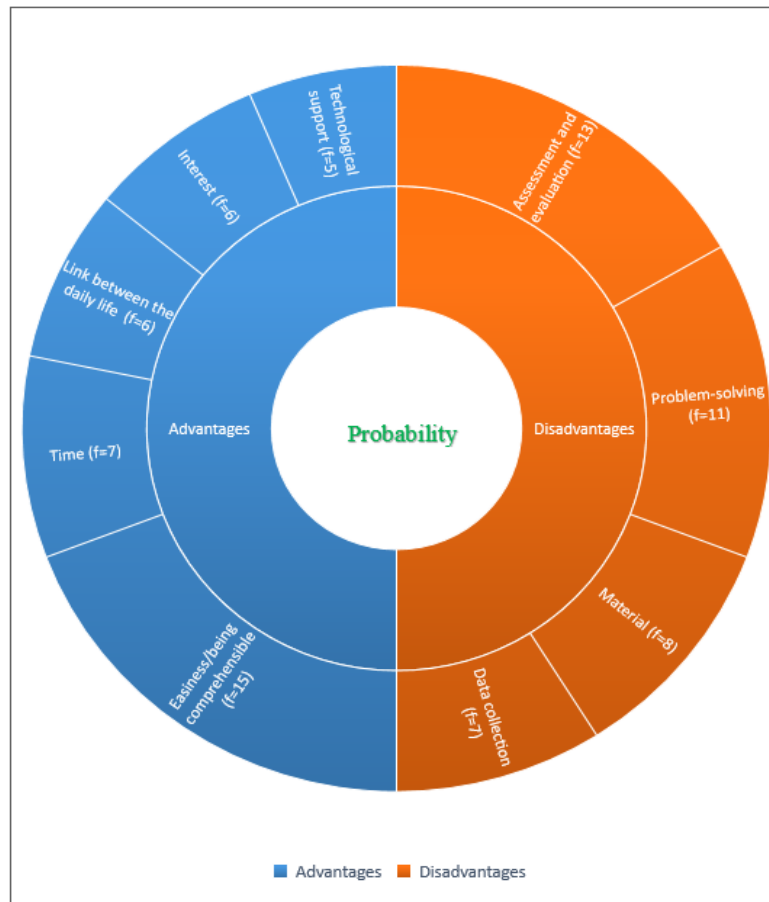 Technological
support (f=5)
Interest (f=6)
Link between the
daily life (f=6)
Time (f=7)
Easiness/being
comprehensible
(f=15)
Advantages
Probability
Disadvantages
Assessment and
evaluation (f=13)
Problem-solving
(f=11)
Material (f=8)
Data collection
(f=7)
Advantages
Disadvantages